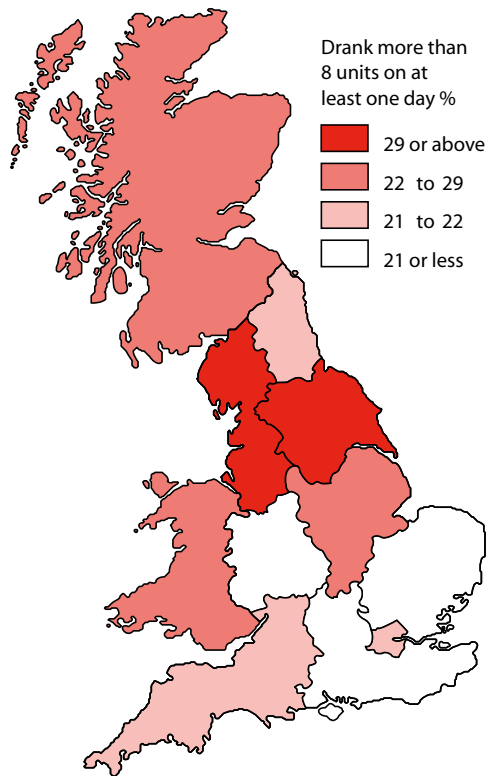 Drank more than
8 units on at
least one day %
29 or above
22 to 29
21 to 22
21 or less